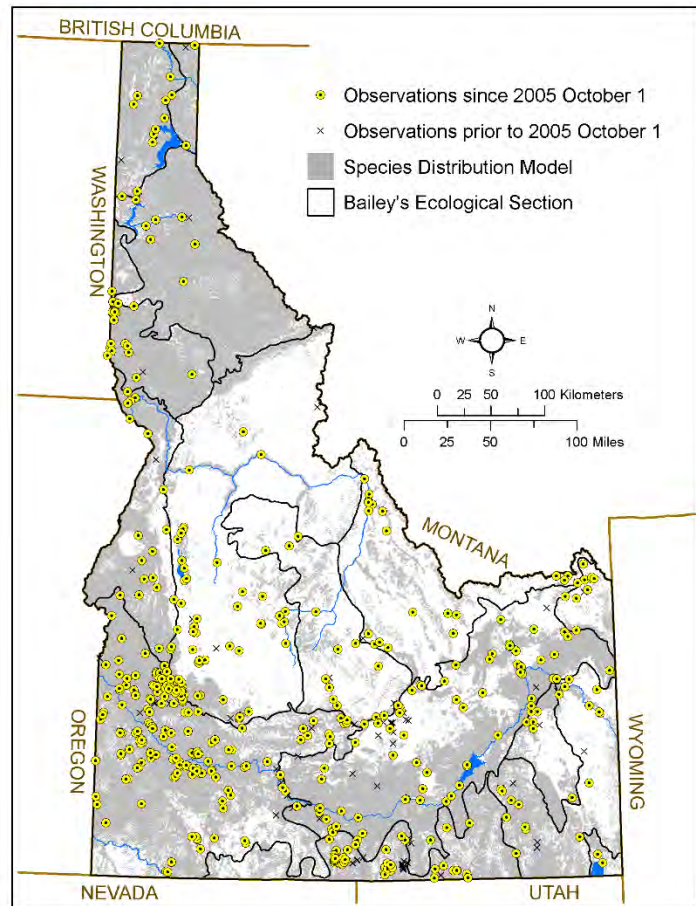 BRITISH COLUMBIA
Observations since 2005 October 1
Observations prior to 2005 October 1
Species Distribution Model
Bailey's Ecological Section
WASHINGTON
N
W E
S
0 25 50 100 Kilometers
0 25 50 100 Miles
MONTANA
OREGON
WYOMING
NEVADA
UTAH